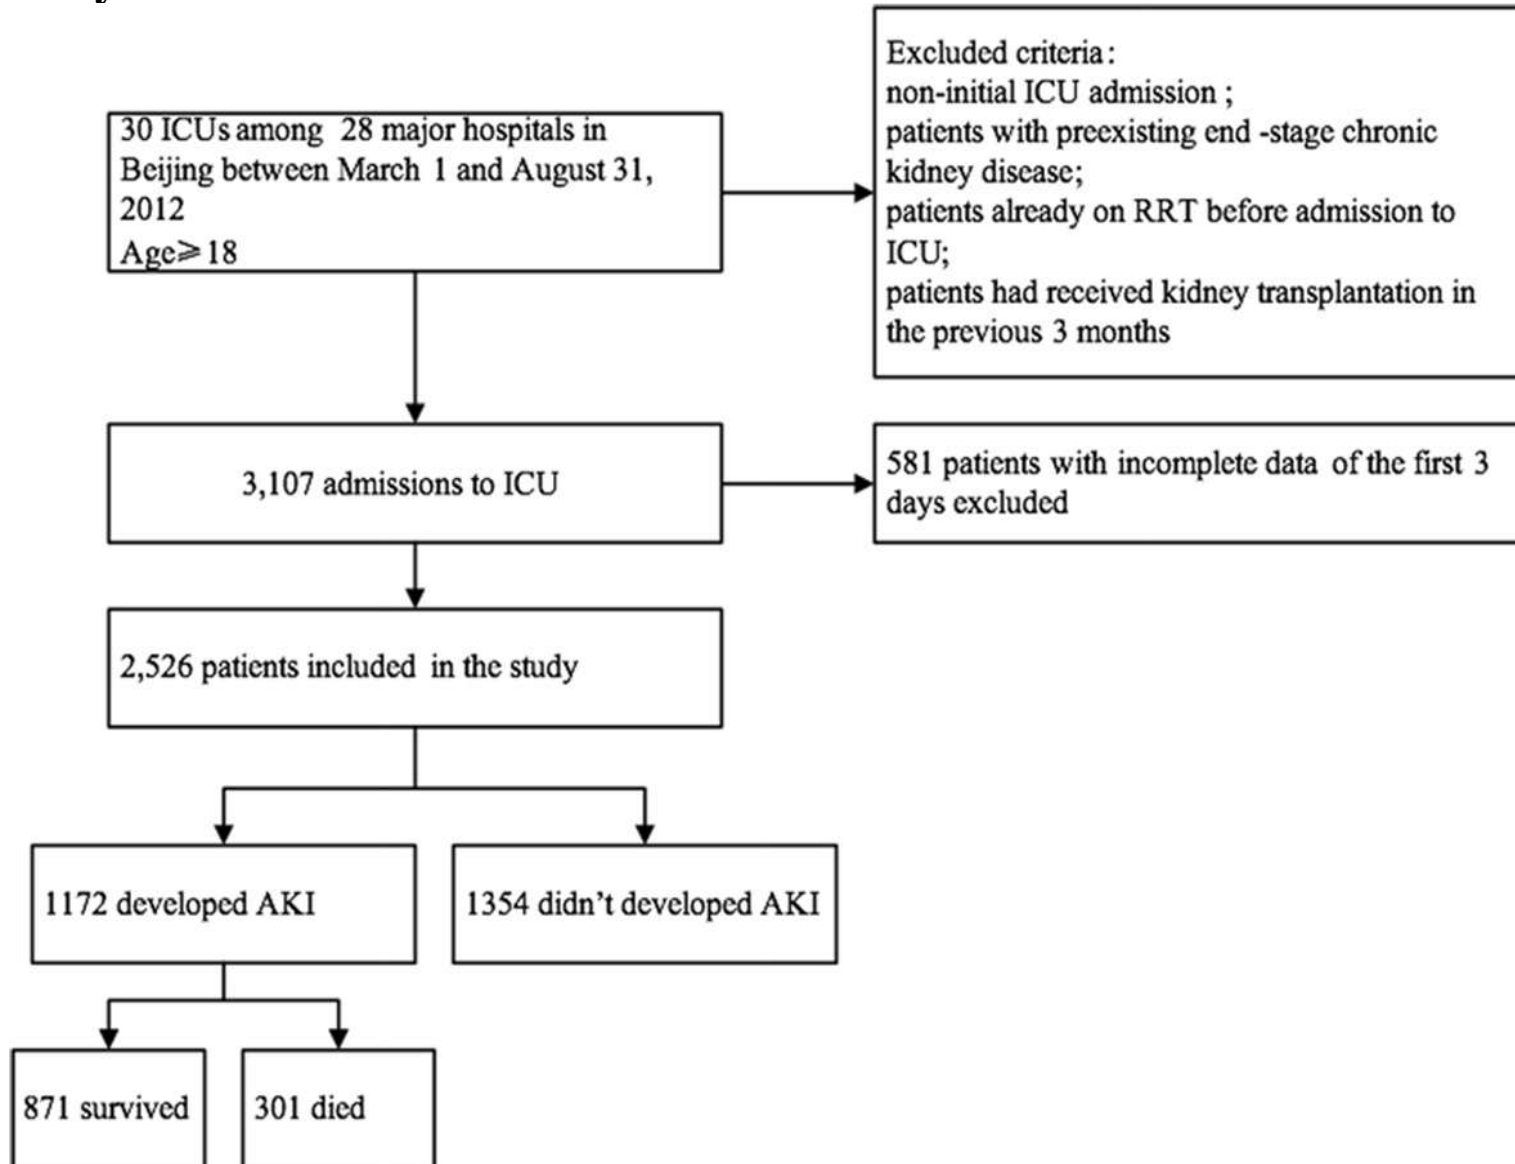 30 ICUs among 28 major hospitals in
Beijing between March 1 and August 31,
2012
Age⩾18
Excluded criteria:
non-initial ICU admission ;
patients with preexisting end -stage chronic
kidney disease;
patients already on RRT before admission to
ICU;
patients had received kidney transplantation in
the previous 3 months
3,107 admissions to ICU
581 patients with incomplete data of the first 3
days excluded
2,526 patients included in the study
1172 developed AKI
1354 didn’t developed AKI
871 survived
301 died